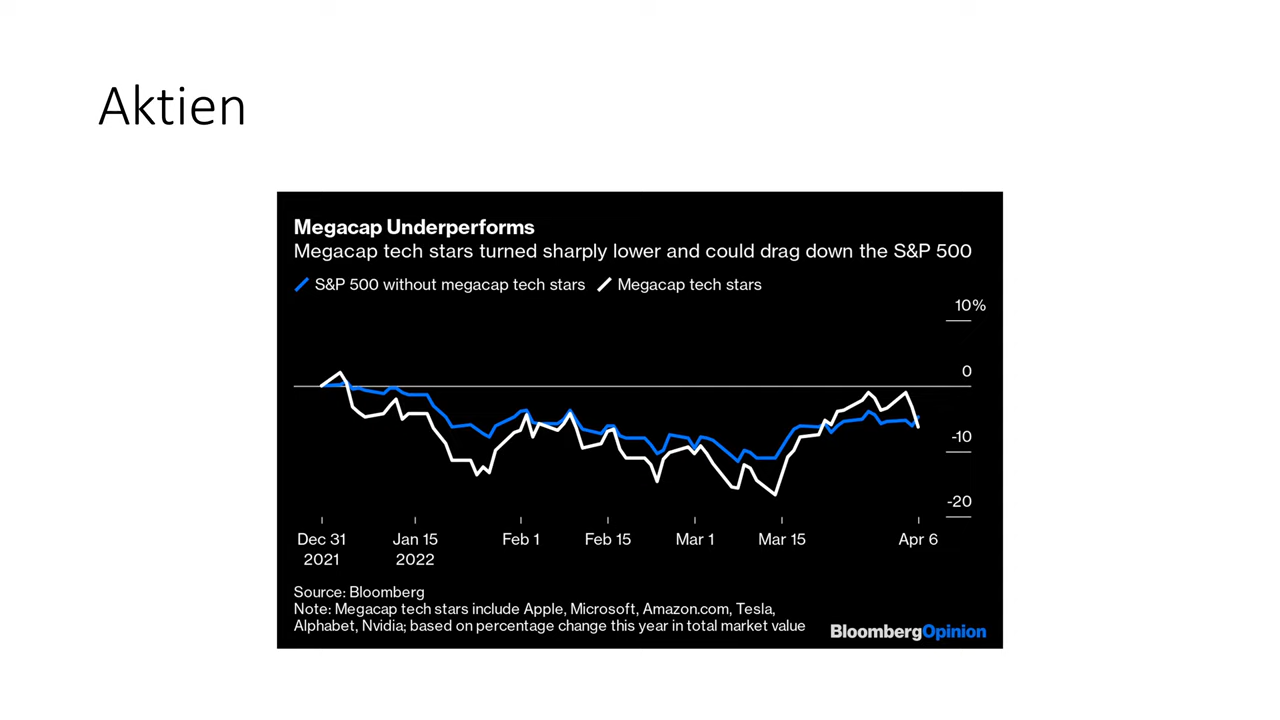 Aktien
Megacap Underperforms
Megacap tech stars turned sharply lower and could drag down the S&P 500
S&P 500 without megacap tech stars Megacap tech stars
10%
0
-10
-20
Dec 31 Jan 15 Feb 1 Feb 15 Mar 1 Mar 15 Apr 6
2021 2022
Source: Bloomberg
Note: Megacap tech stars include Apple, Microsoft, Amazon.com, Tesla,
Alphabet, Nvidia; based on percentage change this year in total market value
BloombergOpinion